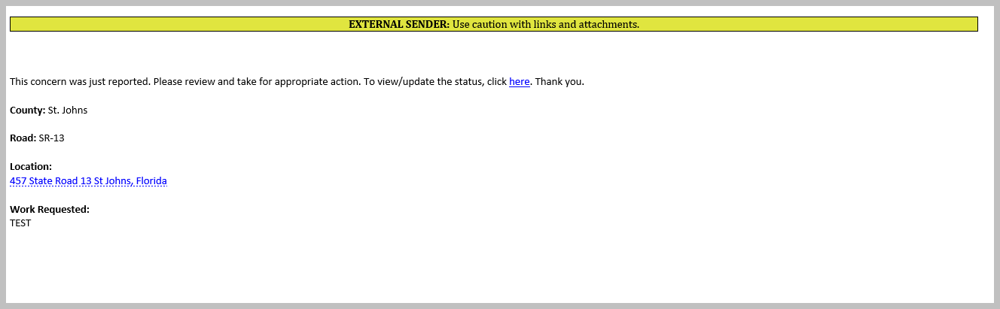 EXTERNAL SENDER: Use caution with links and attachments.
This concern was just reported. Please review and take for appropriate action. To view/update the status, click here. Thank you.
County: St. Johns
Road: SR-13
Location:
457 State Road 13 St Johns, Florida
Work Requested:
TEST